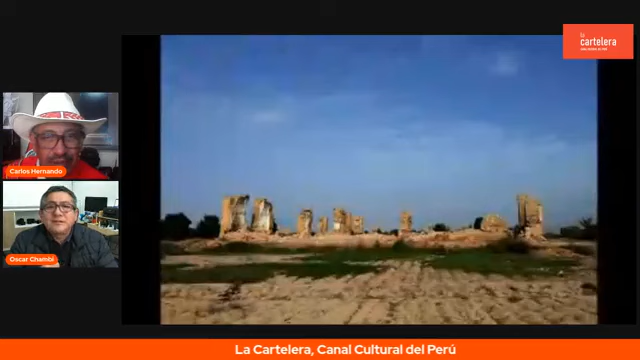 la
cartelera
Carlos Hernando
Oscar Chambi
La Cartelera, Canal Cultural del Perú